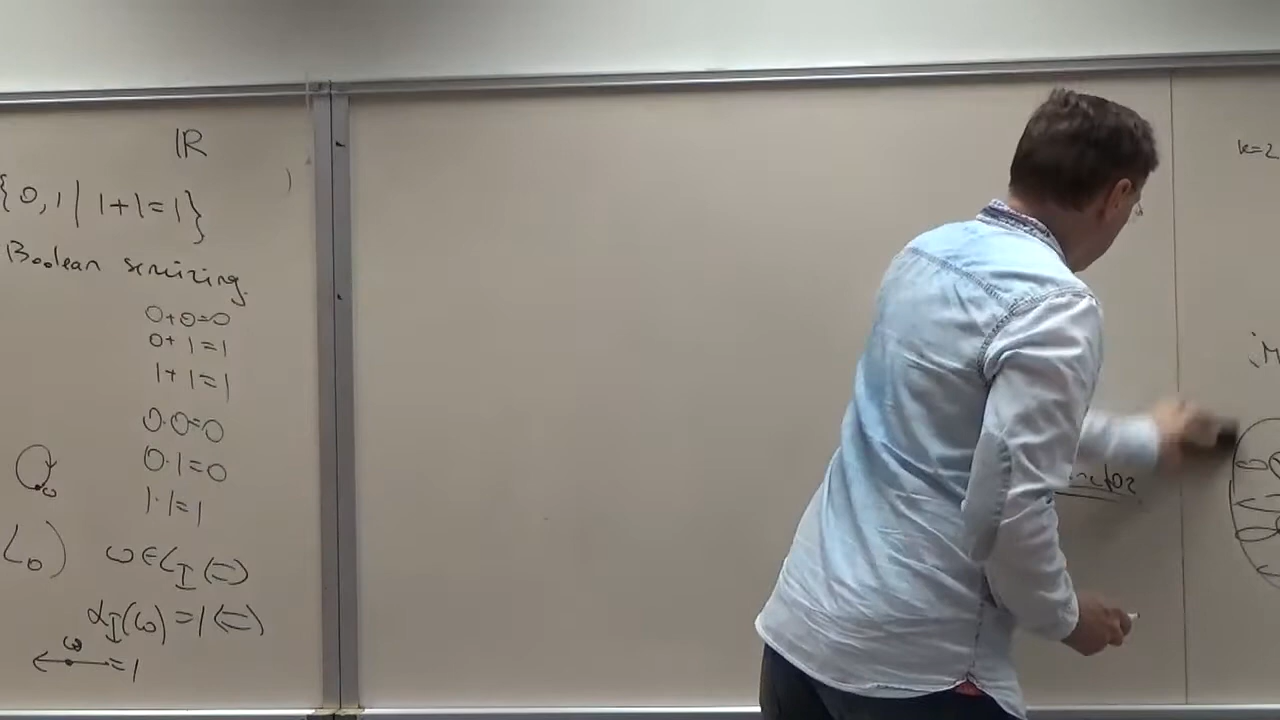 IR
{0,1 | 1+1=1}
Boolean semiring.
0+0=0
0+1=1
1+1=1
0·0=0
0·1=0
1·1=1
ω∈L_I ⇔
α_I(ω)=1 ⇔
ω
=1
k=2